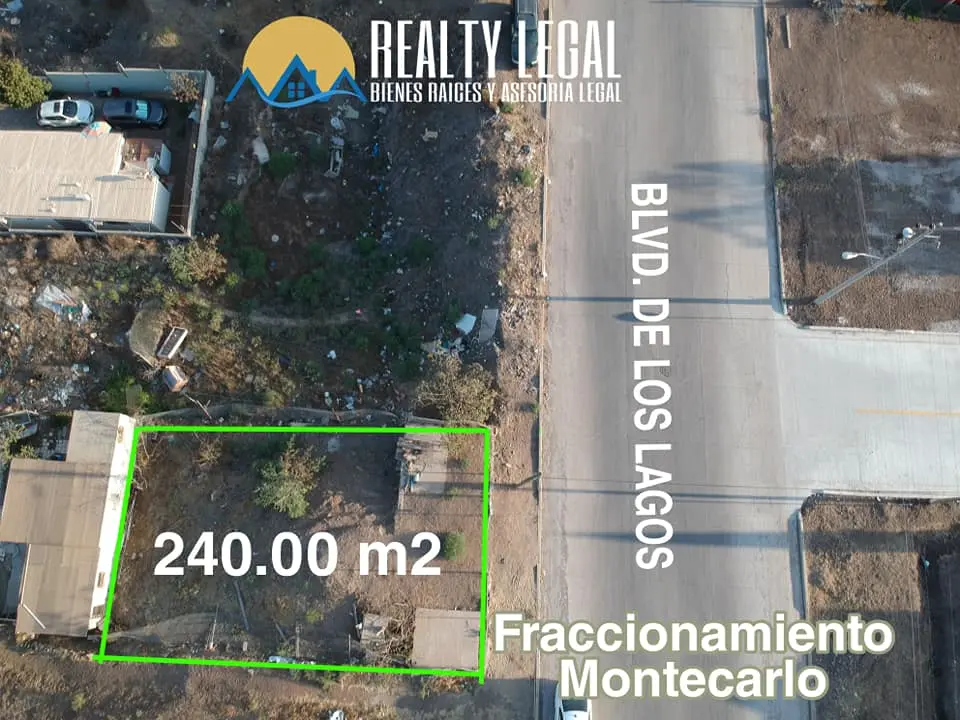 REALTY LEGAL
BIENES RAICES Y ASESORIA LEGAL
BLVD. DE LOS LAGOS
240.00 m2
Fraccionamiento
Montecarlo